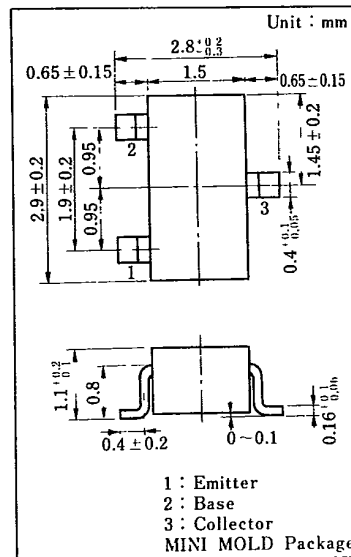 Unit : mm
2.8 +0.2 -0.3
0.65±0.15
1.5
0.65±0.15
2
1
3
2.9±0.2
1.9±0.2
0.95
0.95
1.45±0.2
0.4 +0.1 -0.05
1.1 +0.2 -0.1
0.8
0.4±0.2
0~0.1
0.16 +0.1 -0.06
1 : Emitter
2 : Base
3 : Collector
MINI MOLD Package